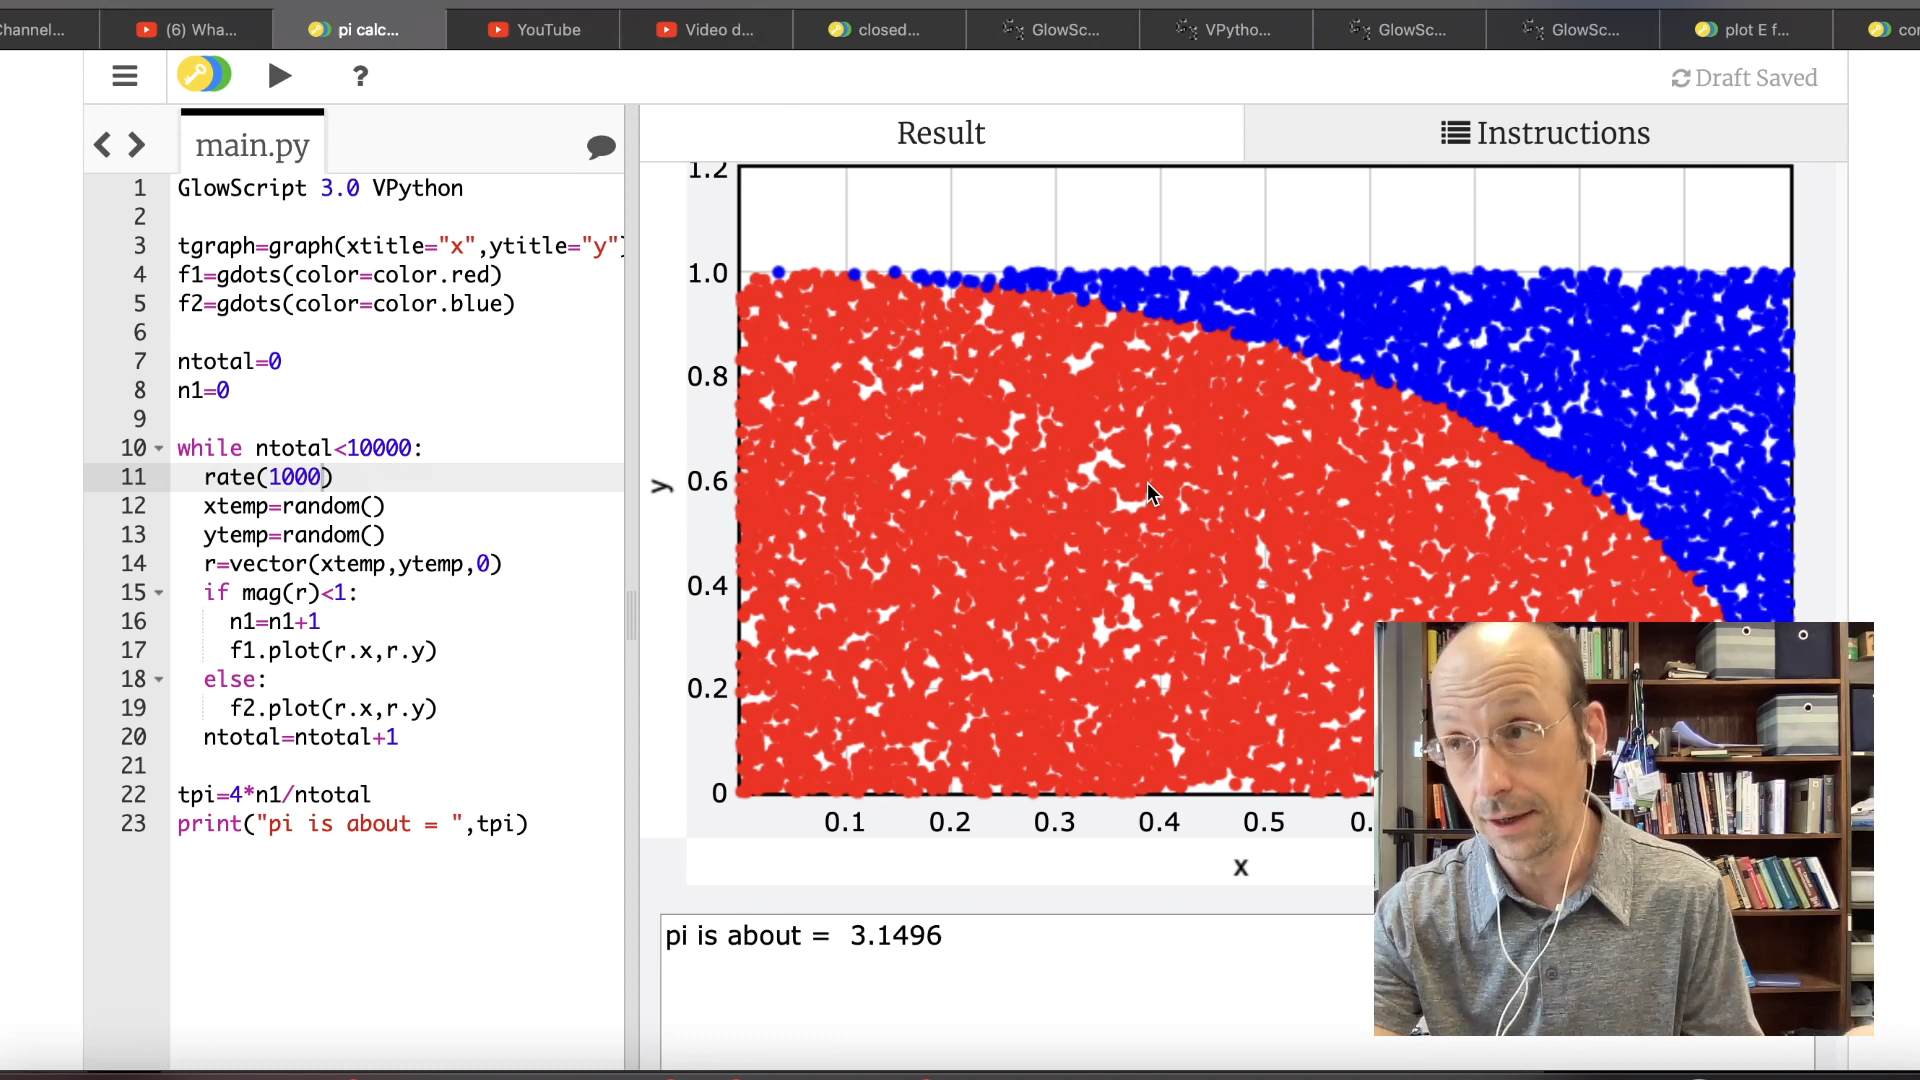 Channel...
(6) Wha...
pi calc...
YouTube
Video d...
closed...
GlowSc...
VPytho...
GlowSc...
GlowSc...
plot E f...
cor
?
Draft Saved
main.py
Result
Instructions
1 GlowScript 3.0 VPython
2
3 tgraph=graph(xtitle="x",ytitle="y")
4 f1=gdots(color=color.red)
5 f2=gdots(color=color.blue)
6
7 ntotal=0
8 n1=0
9
10 while ntotal<10000:
11 rate(1000)
12 xtemp=random()
13 ytemp=random()
14 r=vector(xtemp,ytemp,0)
15 if mag(r)<1:
16 n1=n1+1
17 f1.plot(r.x,r.y)
18 else:
19 f2.plot(r.x,r.y)
20 ntotal=ntotal+1
21
22 tpi=4*n1/ntotal
23 print("pi is about = ",tpi)
1.2
1.0
0.8
0.6
0.4
0.2
0
y
0.1 0.2 0.3 0.4 0.5 0.
x
pi is about = 3.1496